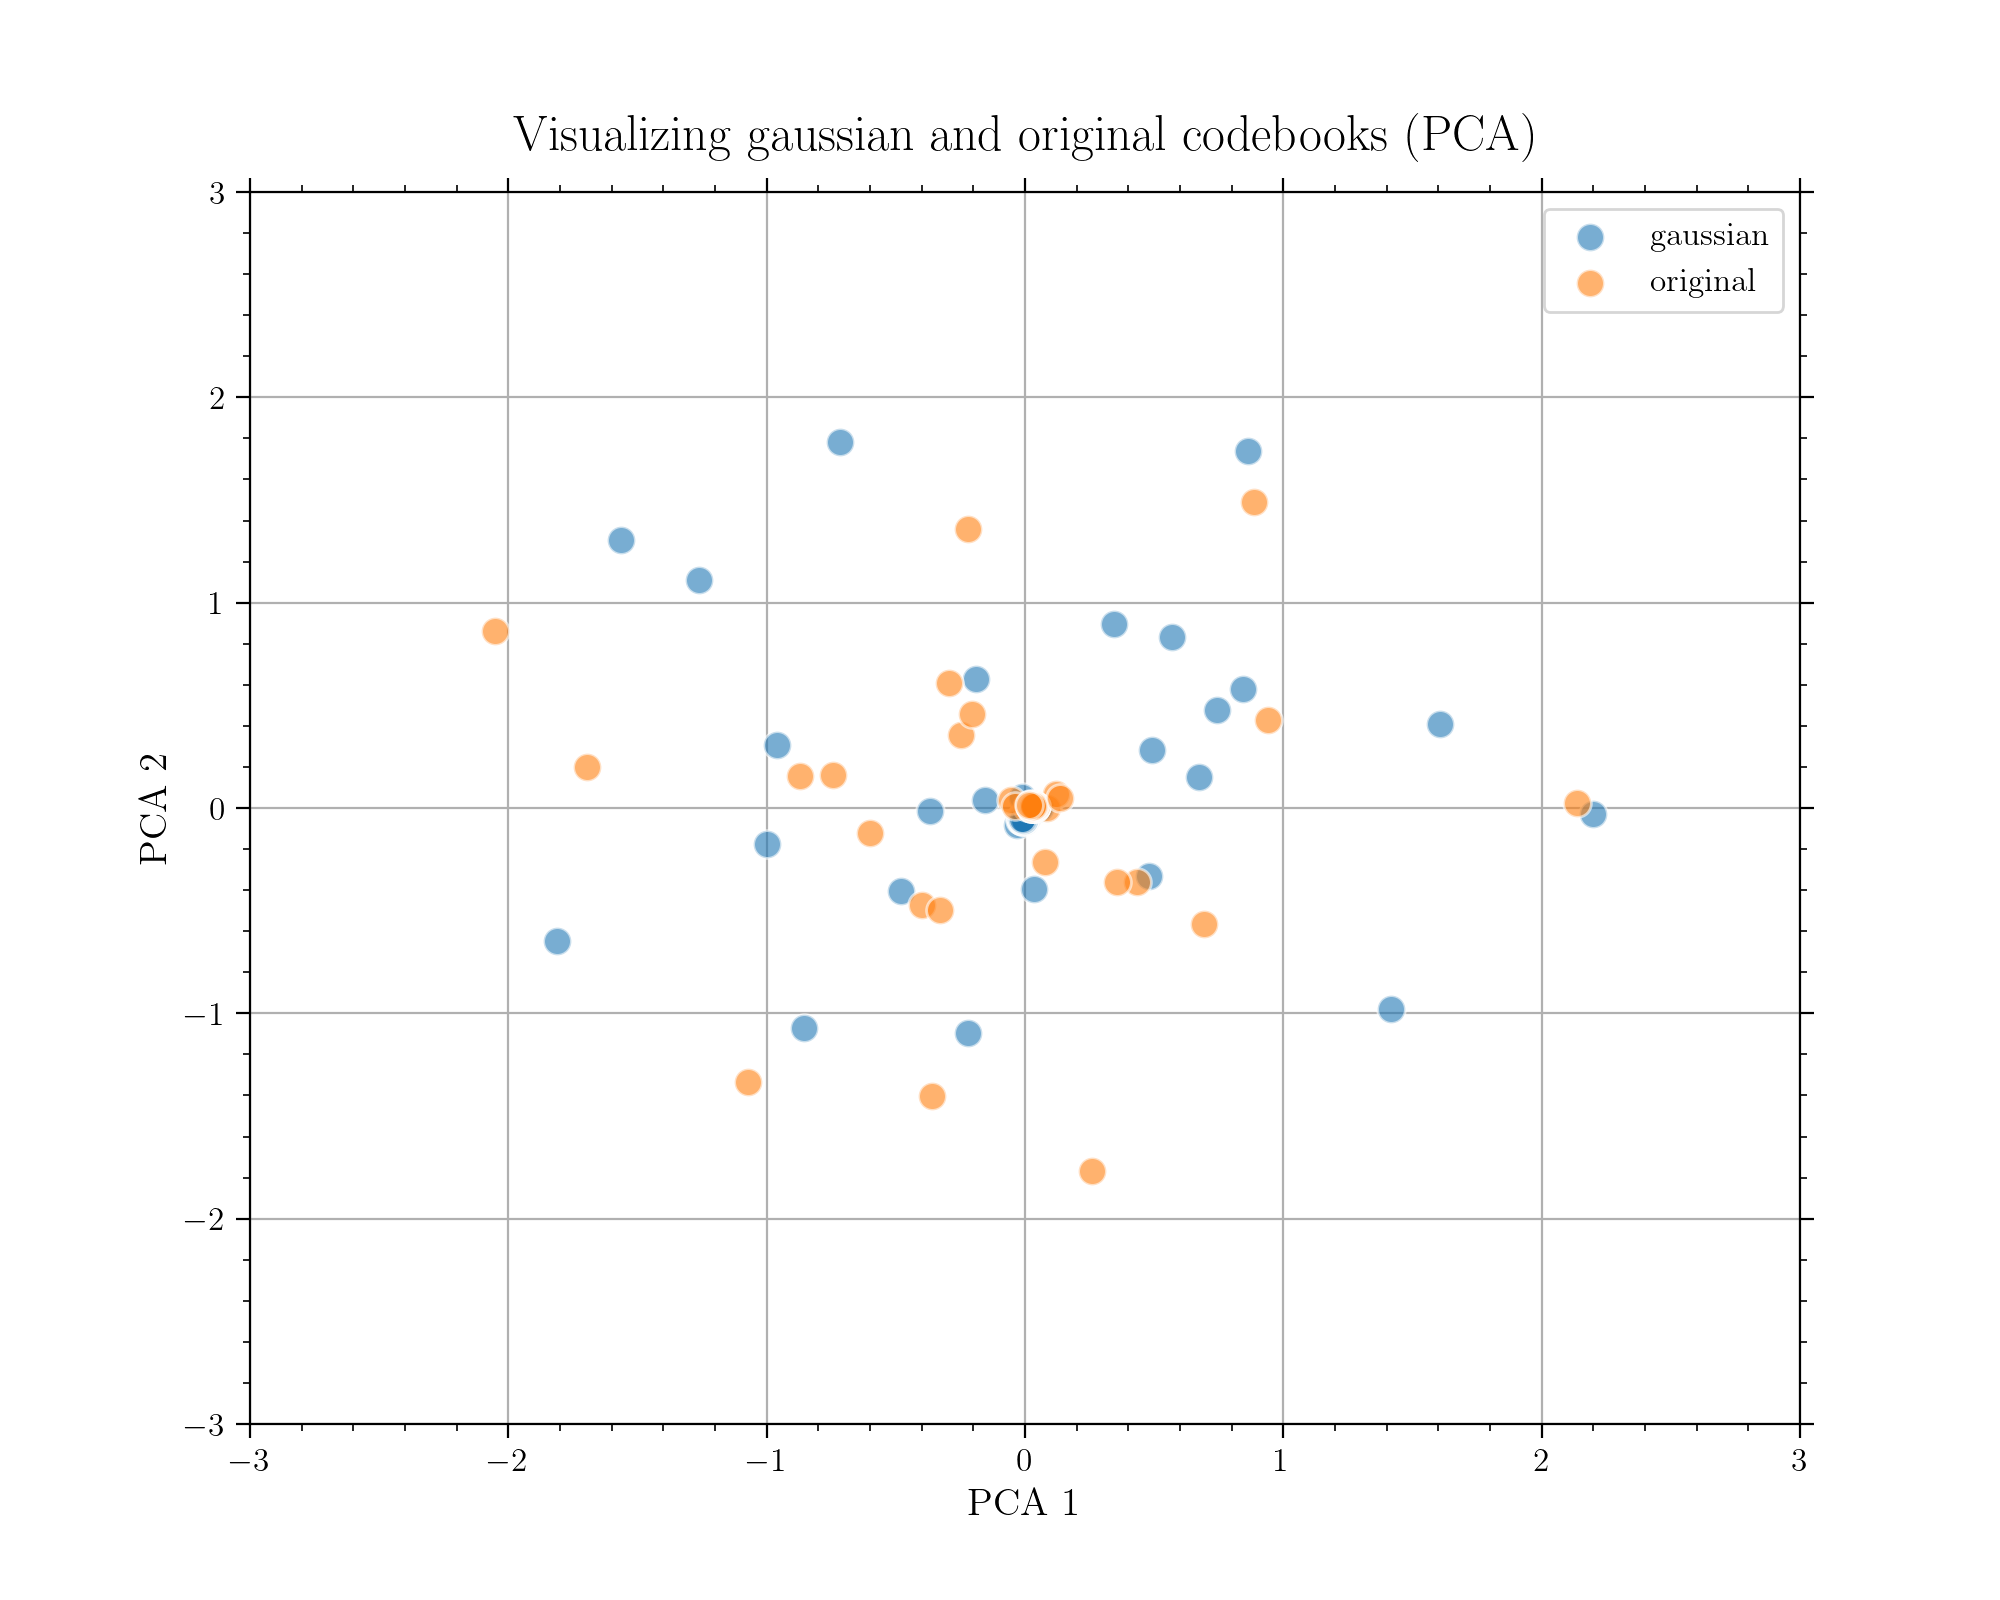 Visualizing gaussian and original codebooks (PCA)
gaussian
original
3
2
1
0
−1
−2
−3
PCA 2
−3
−2
−1
0
1
2
3
PCA 1